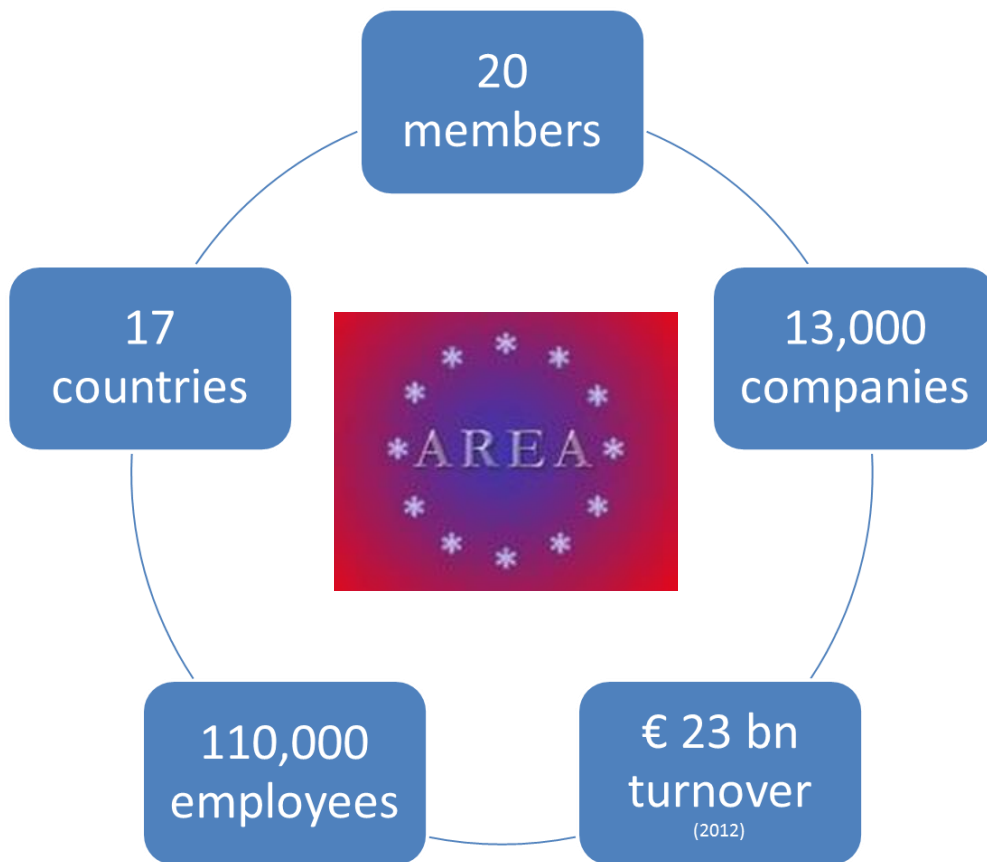 20
members
17
countries
13,000
companies
* AREA *
110,000
employees
€ 23 bn
turnover
(2012)